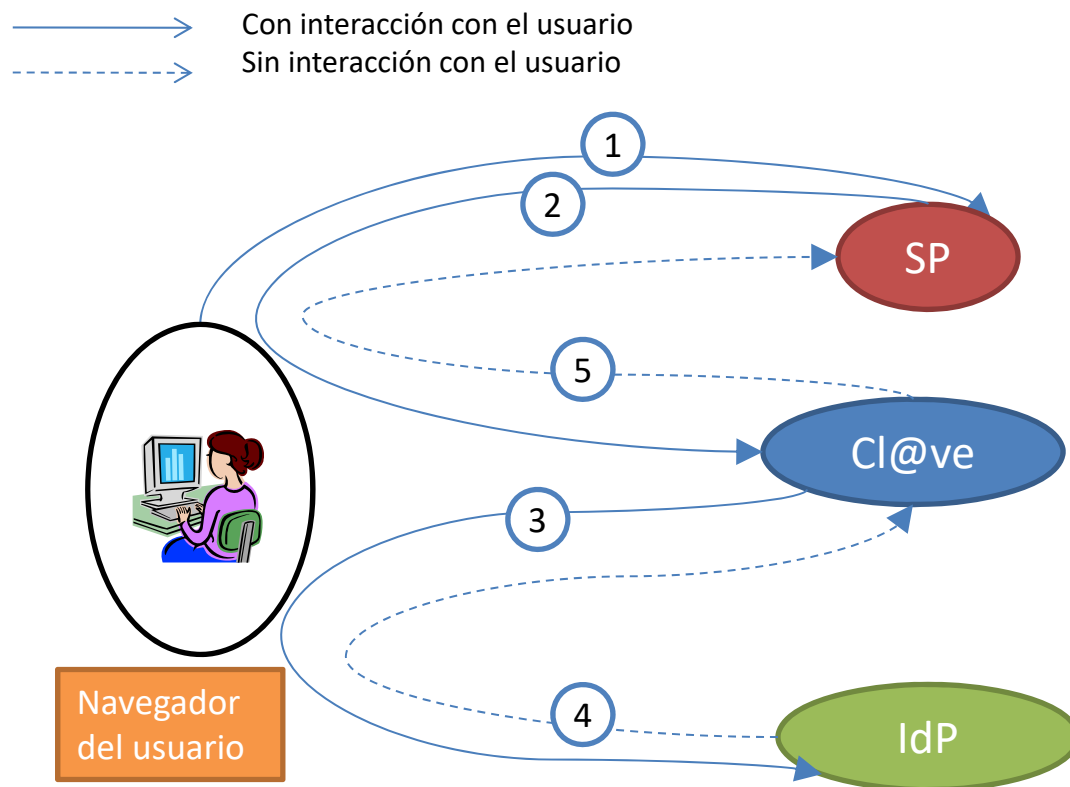 Con interacción con el usuario
Sin interacción con el usuario
1
2
SP
5
Cl@ve
3
Navegador
del usuario
4
IdP